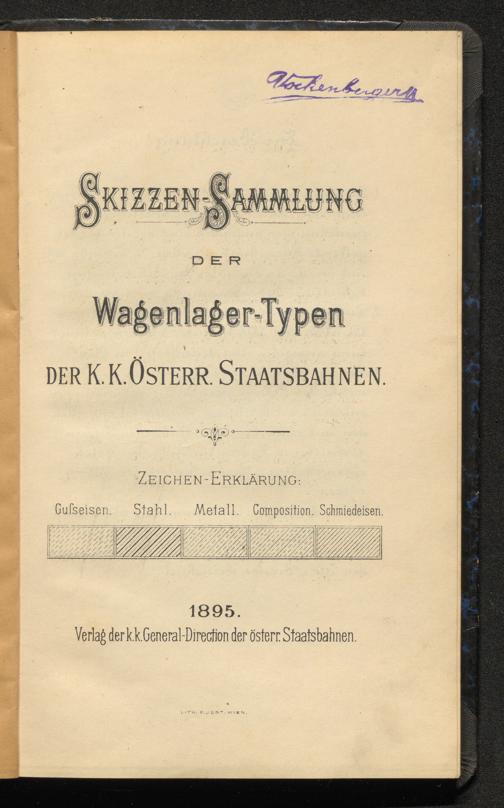 SKIZZEN-SAMMLUNG
DER
Wagenlager-Typen
DER K.K. ÖSTERR. STAATSBAHNEN.
ZEICHEN-ERKLÄRUNG:
Guſseisen. Stahl. Metall. Composition. Schmiedeisen.
1895.
Verlag der k.k. General-Direction der österr. Staatsbahnen.